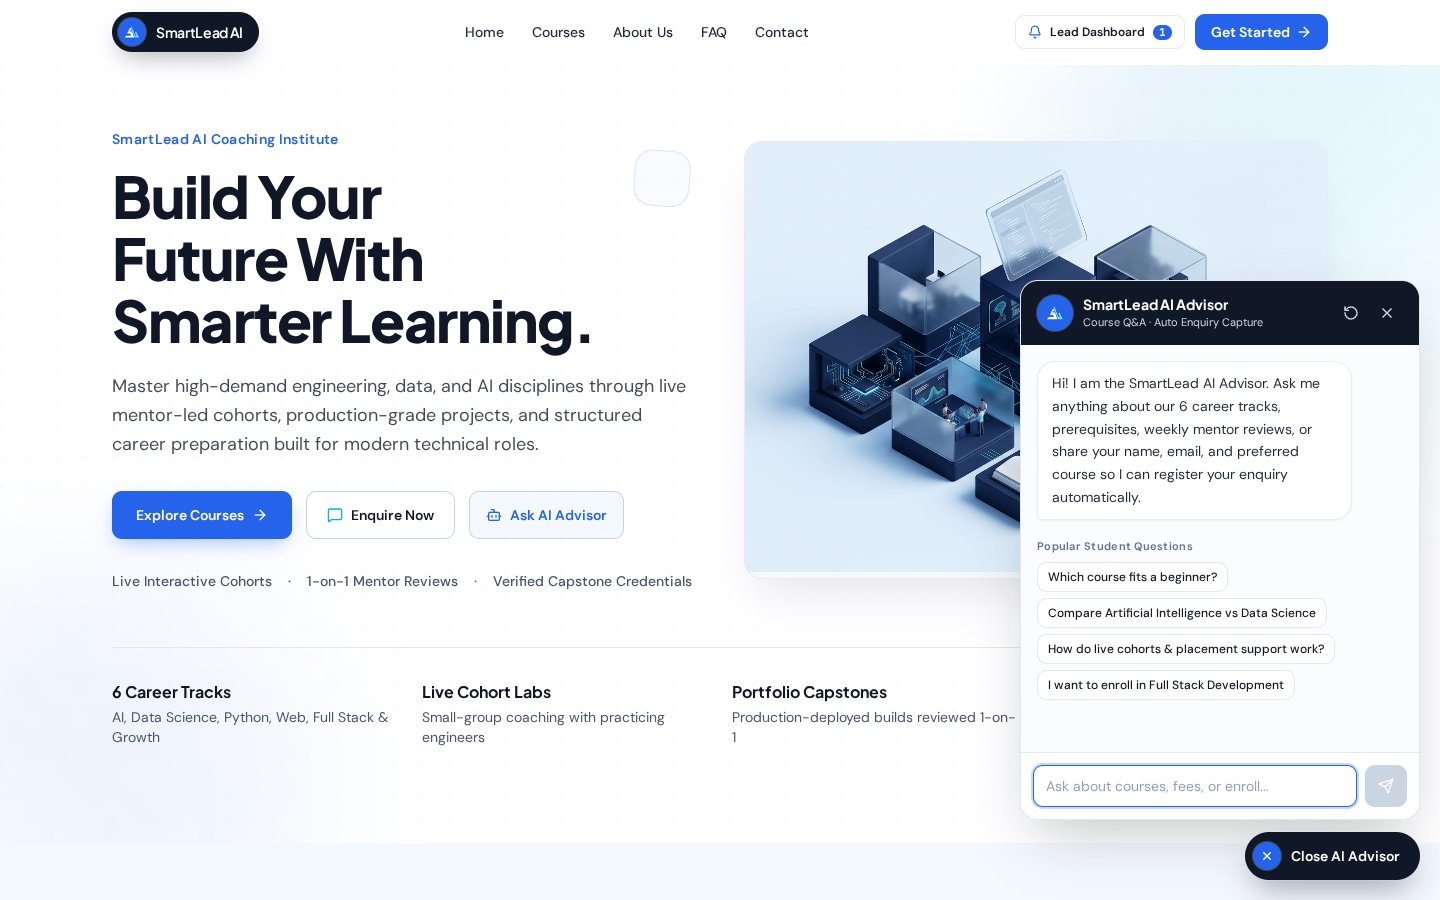 SmartLead AI
Home
Courses
About Us
FAQ
Contact
Lead Dashboard 1
Get Started
SmartLead AI Coaching Institute
Build Your
Future With
Smarter Learning.
Master high-demand engineering, data, and AI disciplines through live
mentor-led cohorts, production-grade projects, and structured
career preparation built for modern technical roles.
Explore Courses
Enquire Now
Ask AI Advisor
Live Interactive Cohorts · 1-on-1 Mentor Reviews · Verified Capstone Credentials
6 Career Tracks
AI, Data Science, Python, Web, Full Stack &
Growth
Live Cohort Labs
Small-group coaching with practicing
engineers
Portfolio Capstones
Production-deployed builds reviewed 1-on-
1
SmartLead AI Advisor
Course Q&A · Auto Enquiry Capture
Hi! I am the SmartLead AI Advisor. Ask me
anything about our 6 career tracks,
prerequisites, weekly mentor reviews, or
share your name, email, and preferred
course so I can register your enquiry
automatically.
Popular Student Questions
Which course fits a beginner?
Compare Artificial Intelligence vs Data Science
How do live cohorts & placement support work?
I want to enroll in Full Stack Development
Ask about courses, fees, or enroll...
Close AI Advisor